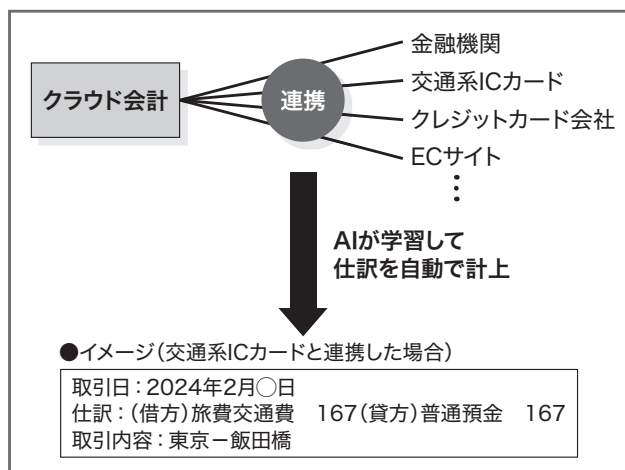 クラウド会計
連携
金融機関
交通系ICカード
クレジットカード会社
ECサイト
⋮
AIが学習して
仕訳を自動で計上
●イメージ(交通系ICカードと連携した場合)
取引日：2024年2月◯日
仕訳：(借方)旅費交通費　167(貸方)普通預金　167
取引内容：東京－飯田橋